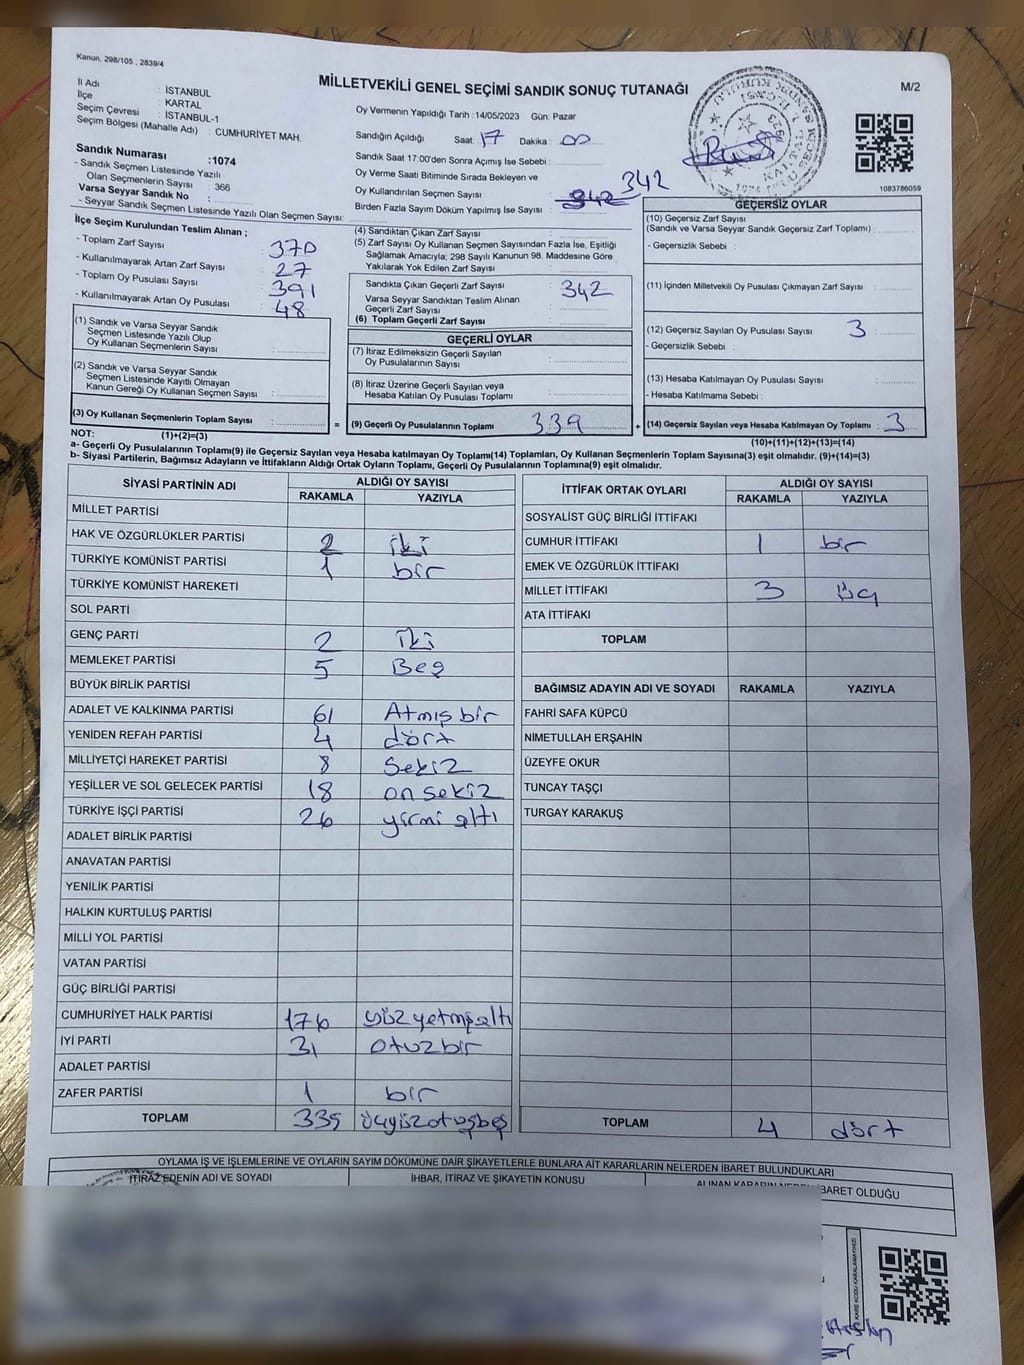 Kanun, 298/105 , 2839/4
MİLLETVEKİLİ GENEL SEÇİMİ SANDIK SONUÇ TUTANAĞI
M/2
İl Adı : İSTANBUL
İlçe : KARTAL
Seçim Çevresi : İSTANBUL-1
Seçim Bölgesi (Mahalle Adı) : CUMHURİYET MAH.
Sandık Numarası :1074
- Sandık Seçmen Listesinde Yazılı
Olan Seçmenlerin Sayısı : 366
Varsa Seyyar Sandık No :
- Seyyar Sandık Seçmen Listesinde Yazılı Olan Seçmen Sayısı:
Oy Vermenin Yapıldığı Tarih : 14/05/2023 Gün: Pazar
Sandığın Açıldığı Saat: 17 Dakika : 00
Sandık Saat 17:00'den Sonra Açımış İse Sebebi :
Oy Verme Saati Bitiminde Sırada Bekleyen ve
Oy Kullandırılan Seçmen Sayısı : 342 342
Birden Fazla Sayım Döküm Yapılmış İse Sayısı :
1083786059
İlçe Seçim Kurulundan Teslim Alınan ;
- Toplam Zarf Sayısı : 370
- Kullanılmayarak Artan Zarf Sayısı : 27
- Toplam Oy Pusulası Sayısı : 391
- Kullanılmayarak Artan Oy Pusulası : 48
(1) Sandık ve Varsa Seyyar Sandık
Seçmen Listesinde Yazılı Olup
Oy Kullanan Seçmenlerin Sayısı :
(2) Sandık ve Varsa Seyyar Sandık
Seçmen Listesinde Kayıtlı Olmayan
Kanun Gereği Oy Kullanan Seçmen Sayısı :
(3) Oy Kullanan Seçmenlerin Toplam Sayısı :
(1)+(2)=(3)
(4) Sandıktan Çıkan Zarf Sayısı :
(5) Zarf Sayısı Oy Kullanan Seçmen Sayısından Fazla İse, Eşitliği
Sağlamak Amacıyla; 298 Sayılı Kanunun 98. Maddesine Göre
Yakılarak Yok Edilen Zarf Sayısı :
Sandıkta Çıkan Geçerli Zarf Sayısı : 342
Varsa Seyyar Sandıktan Teslim Alınan
Geçerli Zarf Sayısı :
(6) Toplam Geçerli Zarf Sayısı :
GEÇERLİ OYLAR
(7) İtiraz Edilmeksizin Geçerli Sayılan
Oy Pusulalarının Sayısı :
(8) İtiraz Üzerine Geçerli Sayılan veya
Hesaba Katılan Oy Pusulası Toplamı :
= (9) Geçerli Oy Pusulalarının Toplamı : 339
GEÇERSİZ OYLAR
(10) Geçersiz Zarf Sayısı
(Sandık ve Varsa Seyyar Sandık Geçersiz Zarf Toplamı) :
- Geçersizlik Sebebi :
(11) İçinden Milletvekili Oy Pusulası Çıkmayan Zarf Sayısı :
(12) Geçersiz Sayılan Oy Pusulası Sayısı : 3
- Geçersizlik Sebebi :
(13) Hesaba Katılmayan Oy Pusulası Sayısı :
- Hesaba Katılmama Sebebi :
+ (14) Geçersiz Sayılan veya Hesaba Katılmayan Oy Toplamı : 3
(10)+(11)+(12)+(13)=(14)
NOT:
a- Geçerli Oy Pusulalarının Toplamı(9) ile Geçersiz Sayılan veya Hesaba katılmayan Oy Toplamı(14) Toplamları, Oy Kullanan Seçmenlerin Toplam Sayısına(3) eşit olmalıdır. (9)+(14)=(3)
b- Siyasi Partilerin, Bağımsız Adayların ve İttifakların Aldığı Ortak Oyların Toplamı, Geçerli Oy Pusulalarının Toplamına(9) eşit olmalıdır.
SİYASİ PARTİNİN ADI ALDIĞI OY SAYISI
RAKAMLA YAZIYLA
MİLLET PARTİSİ
HAK VE ÖZGÜRLÜKLER PARTİSİ 2 iki
TÜRKİYE KOMÜNİST PARTİSİ 1 bir
TÜRKİYE KOMÜNİST HAREKETİ
SOL PARTİ
GENÇ PARTİ 2 iki
MEMLEKET PARTİSİ 5 Beş
BÜYÜK BİRLİK PARTİSİ
ADALET VE KALKINMA PARTİSİ 61 Atmış bir
YENİDEN REFAH PARTİSİ 4 dört
MİLLİYETÇİ HAREKET PARTİSİ 8 Sekiz
YEŞİLLER VE SOL GELECEK PARTİSİ 18 on sekiz
TÜRKİYE İŞÇİ PARTİSİ 26 yirmi altı
ADALET BİRLİK PARTİSİ
ANAVATAN PARTİSİ
YENİLİK PARTİSİ
HALKIN KURTULUŞ PARTİSİ
MİLLİ YOL PARTİSİ
VATAN PARTİSİ
GÜÇ BİRLİĞİ PARTİSİ
CUMHURİYET HALK PARTİSİ 176 yüz yetmişaltı
İYİ PARTİ 31 otuzbir
ADALET PARTİSİ
ZAFER PARTİSİ 1 bir
TOPLAM 335 üçyüzotuzbeş
İTTİFAK ORTAK OYLARI ALDIĞI OY SAYISI
RAKAMLA YAZIYLA
SOSYALİST GÜÇ BİRLİĞİ İTTİFAKI
CUMHUR İTTİFAKI 1 bir
EMEK VE ÖZGÜRLÜK İTTİFAKI
MİLLET İTTİFAKI 3 üç
ATA İTTİFAKI
TOPLAM
BAĞIMSIZ ADAYIN ADI VE SOYADI RAKAMLA YAZIYLA
FAHRİ SAFA KÜPCÜ
NİMETULLAH ERŞAHİN
ÜZEYFE OKUR
TUNCAY TAŞÇI
TURGAY KARAKUŞ
TOPLAM 4 dört
OYLAMA İŞ VE İŞLEMLERİNE VE OYLARIN SAYIM DÖKÜMÜNE DAİR ŞİKAYETLERLE BUNLARA AİT KARARLARIN NELERDEN İBARET BULUNDUKLARI
İTİRAZ EDENİN ADI VE SOYADI İHBAR, İTİRAZ VE ŞİKAYETİN KONUSU ALINAN KARARIN NEDEN İBARET OLDUĞU
KARE KODU KARALAMAYINIZ!